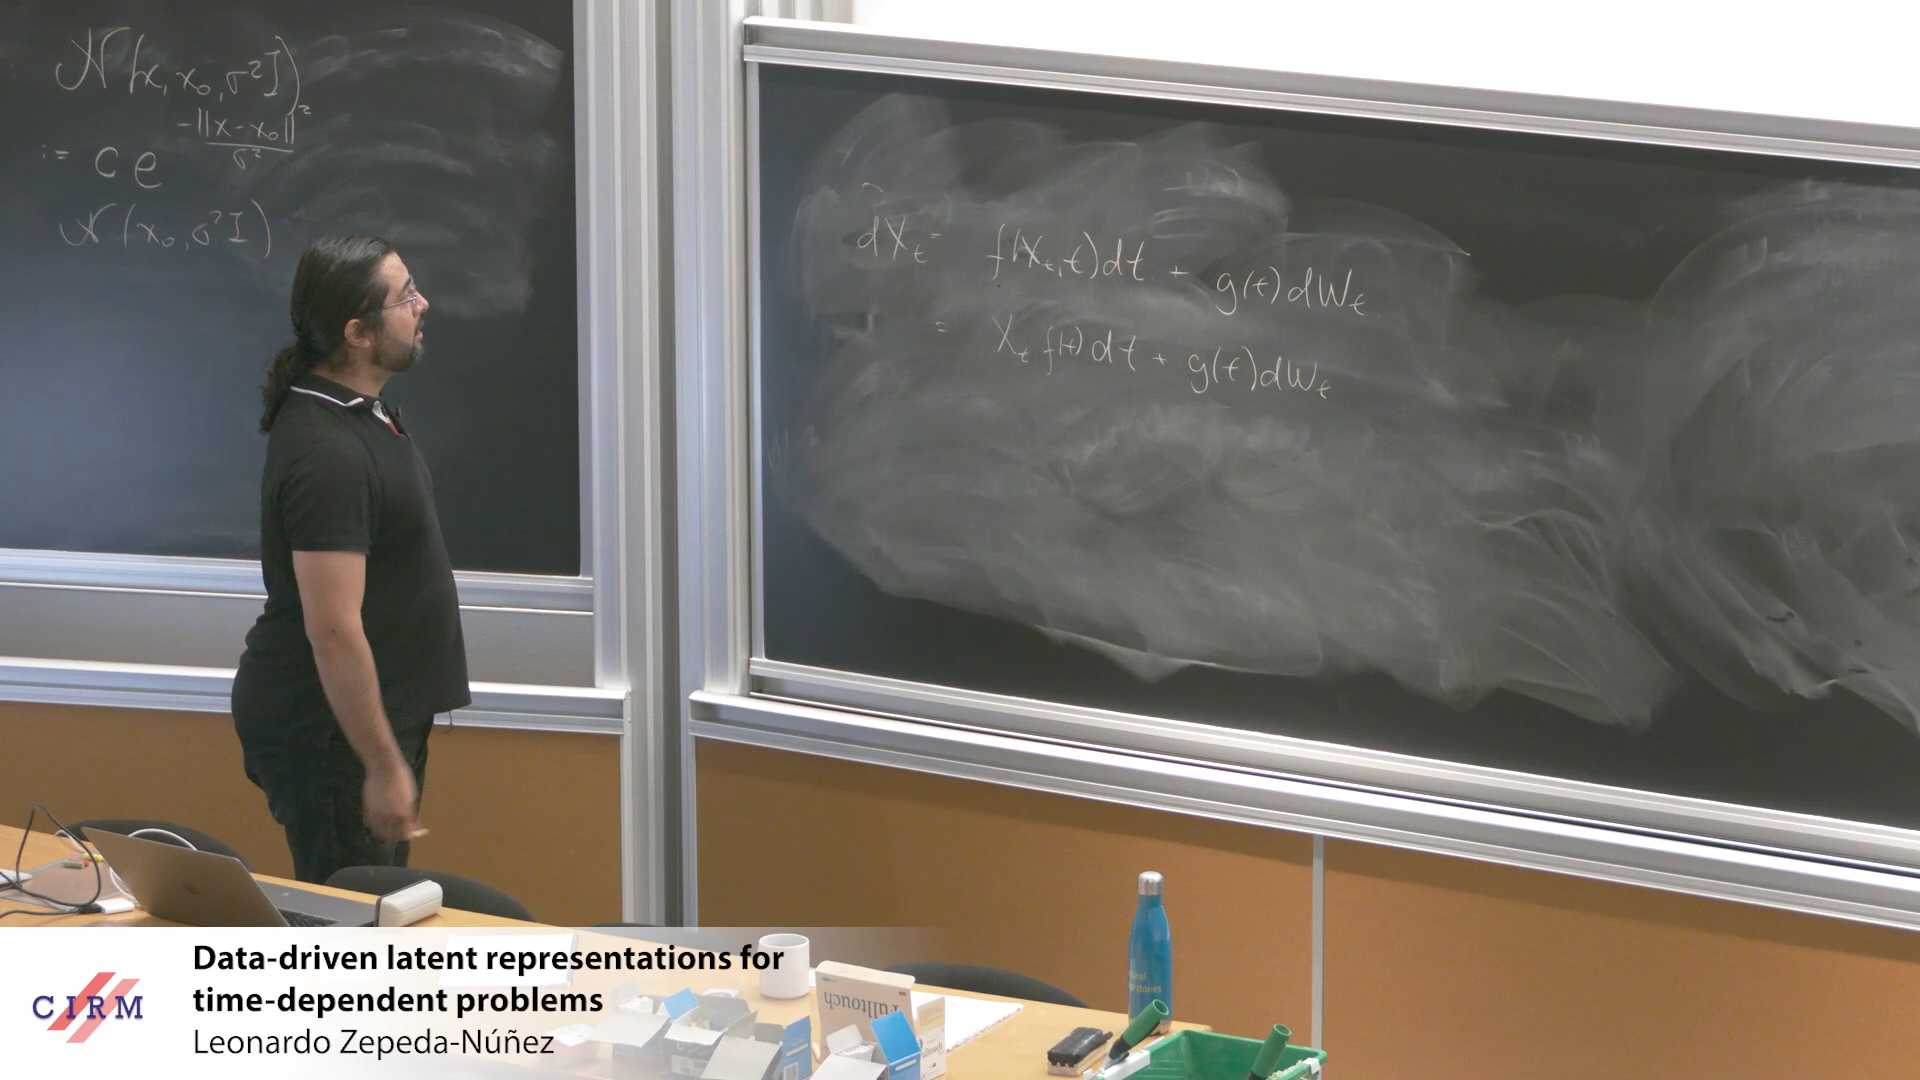 𝒩(x, x₀, σ²I)
:= c e^(-||x-x₀||²/σ²)
𝒩(x₀, σ²I)
dX_t = f(X_t, t)dt + g(t)dW_t
= X_t f(t)dt + g(t)dW_t
Fulltouch
CIRM
Data-driven latent representations for
time-dependent problems
Leonardo Zepeda-Núñez